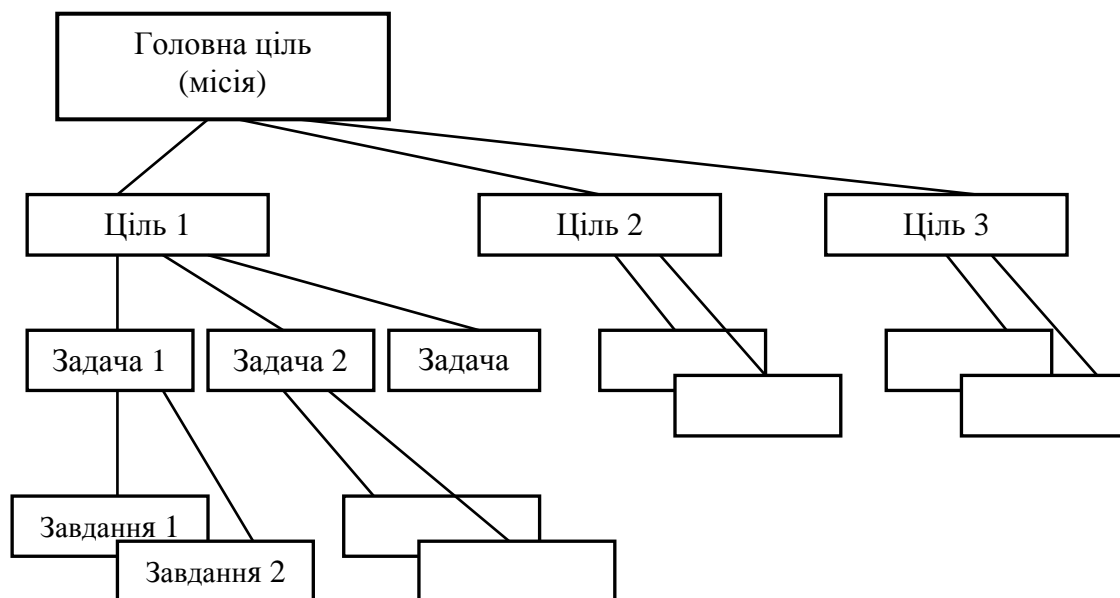 Головна ціль
(місія)
Ціль 1
Ціль 2
Ціль 3
Задача 1
Задача 2
Задача
Завдання 1
Завдання 2